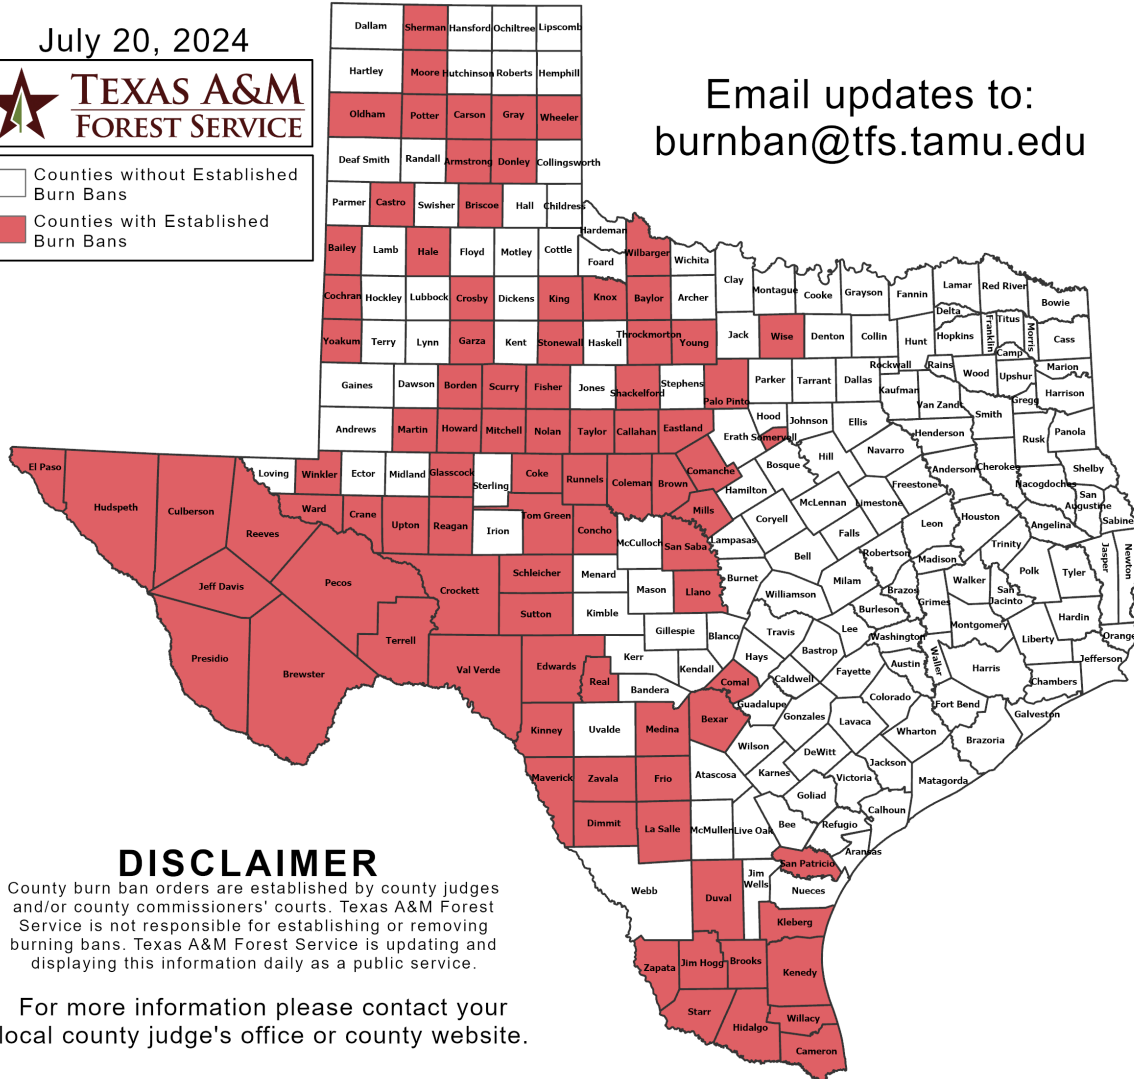 July 20, 2024
TEXAS A&M
FOREST SERVICE
Counties without Established
Burn Bans
Counties with Established
Burn Bans
Email updates to:
burnban@tfs.tamu.edu
Dallam Sherman Hansford Ochiltree Lipscomb
Hartley Moore Hutchinson Roberts Hemphill
Oldham Potter Carson Gray Wheeler
Deaf Smith Randall Armstrong Donley Collingsworth
Parmer Castro Swisher Briscoe Hall Childress
Hardeman
Bailey Lamb Hale Floyd Motley Cottle Foard Wilbarger Wichita
Clay Montague Cooke Grayson Fannin Lamar Red River Bowie
Cochran Hockley Lubbock Crosby Dickens King Knox Baylor Archer
Delta Titus Franklin Morris
Yoakum Terry Lynn Garza Kent Stonewall Haskell Throckmorton Young Jack Wise Denton Collin Hunt Hopkins Cass
Camp
Rockwall Rains Wood Upshur Marion
Gaines Dawson Borden Scurry Fisher Jones Shackelford Stephens Palo Pinto Parker Tarrant Dallas Kaufman Van Zandt Gregg Harrison
Smith
Andrews Martin Howard Mitchell Nolan Taylor Callahan Eastland Erath Hood Somervell Johnson Ellis Henderson Rusk Panola
El Paso Loving Winkler Ector Midland Glasscock Sterling Coke Runnels Coleman Brown Comanche Bosque Hill Navarro Anderson Cherokee Shelby
Hamilton Freestone Nacogdoches
Hudspeth Culberson Ward Crane Upton Reagan Irion Tom Green Concho Mills McLennan Limestone San
Augustine
Reeves McCulloch San Saba Lampasas Coryell Falls Leon Houston Angelina Sabine
Bell Robertson Madison Trinity Jasper Newton
Jeff Davis Pecos Crockett Schleicher Menard Mason Llano Burnet Williamson Milam Brazos Grimes Walker San
Jacinto Polk Tyler
Sutton Kimble Burleson Montgomery Liberty Hardin
Presidio Brewster Terrell Val Verde Edwards Gillespie Blanco Travis Lee Washington Orange
Kerr Kendall Hays Bastrop Austin Waller Harris Jefferson
Real Bandera Comal Caldwell Fayette Chambers
Guadalupe Colorado Fort Bend Galveston
Kinney Uvalde Medina Bexar Gonzales Lavaca Wharton Brazoria
Wilson DeWitt Jackson
Maverick Zavala Frio Atascosa Karnes Victoria Matagorda
Goliad Calhoun
Dimmit La Salle McMullen Live Oak Bee Refugio
Aransas
San Patricio
Webb Duval Jim
Wells Nueces
Kleberg
Zapata Jim Hogg Brooks Kenedy
Starr Hidalgo Willacy
Cameron
DISCLAIMER
County burn ban orders are established by county judges
and/or county commissioners' courts. Texas A&M Forest
Service is not responsible for establishing or removing
burning bans. Texas A&M Forest Service is updating and
displaying this information daily as a public service.
For more information please contact your
local county judge's office or county website.